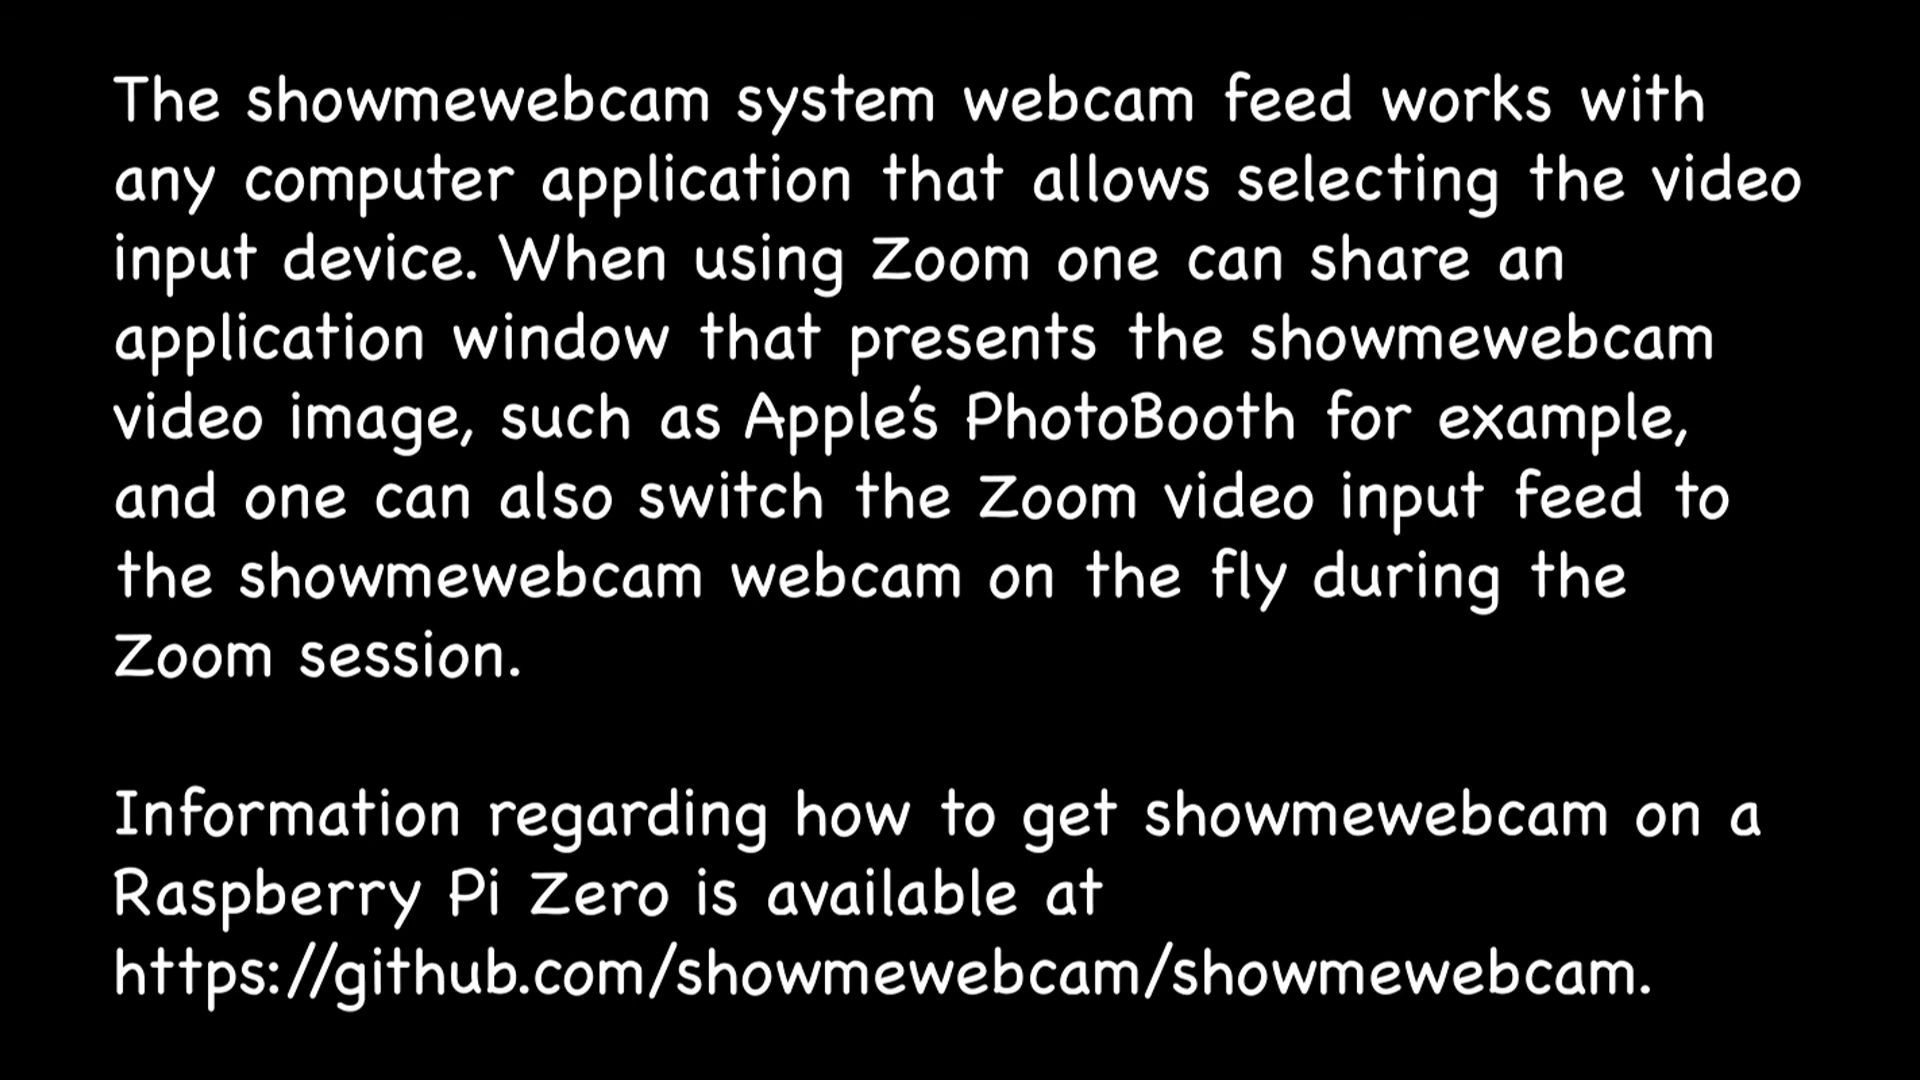 The showmewebcam system webcam feed works with
any computer application that allows selecting the video
input device. When using Zoom one can share an
application window that presents the showmewebcam
video image, such as Apple's PhotoBooth for example,
and one can also switch the Zoom video input feed to
the showmewebcam webcam on the fly during the
Zoom session.
Information regarding how to get showmewebcam on a
Raspberry Pi Zero is available at
https://github.com/showmewebcam/showmewebcam.